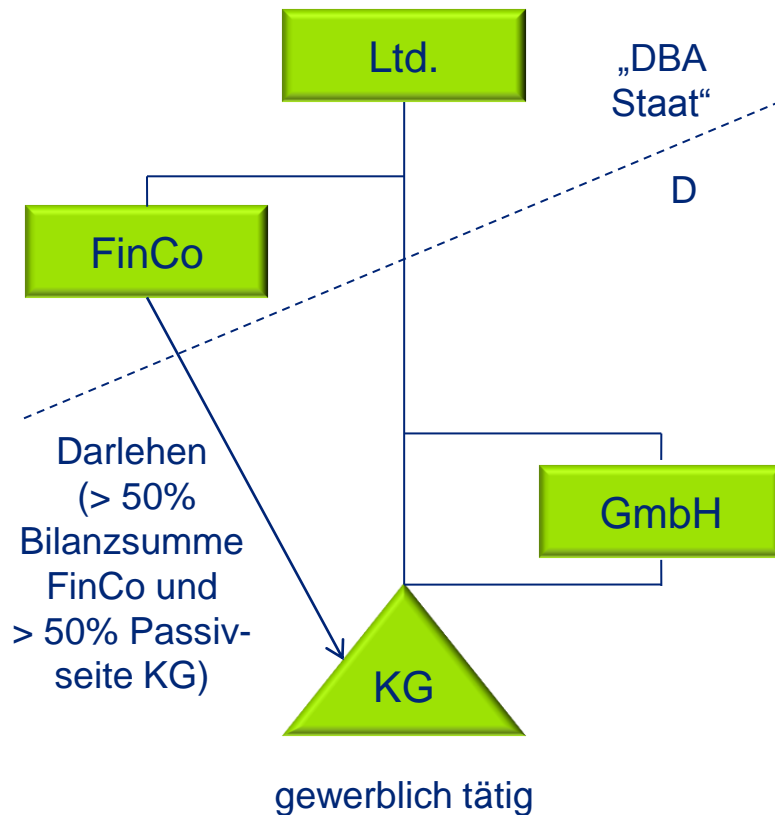 Ltd.
„DBA
Staat“
D
FinCo
Darlehen
(> 50%
Bilanzsumme
FinCo und
> 50% Passiv-
seite KG)
GmbH
KG
gewerblich tätig